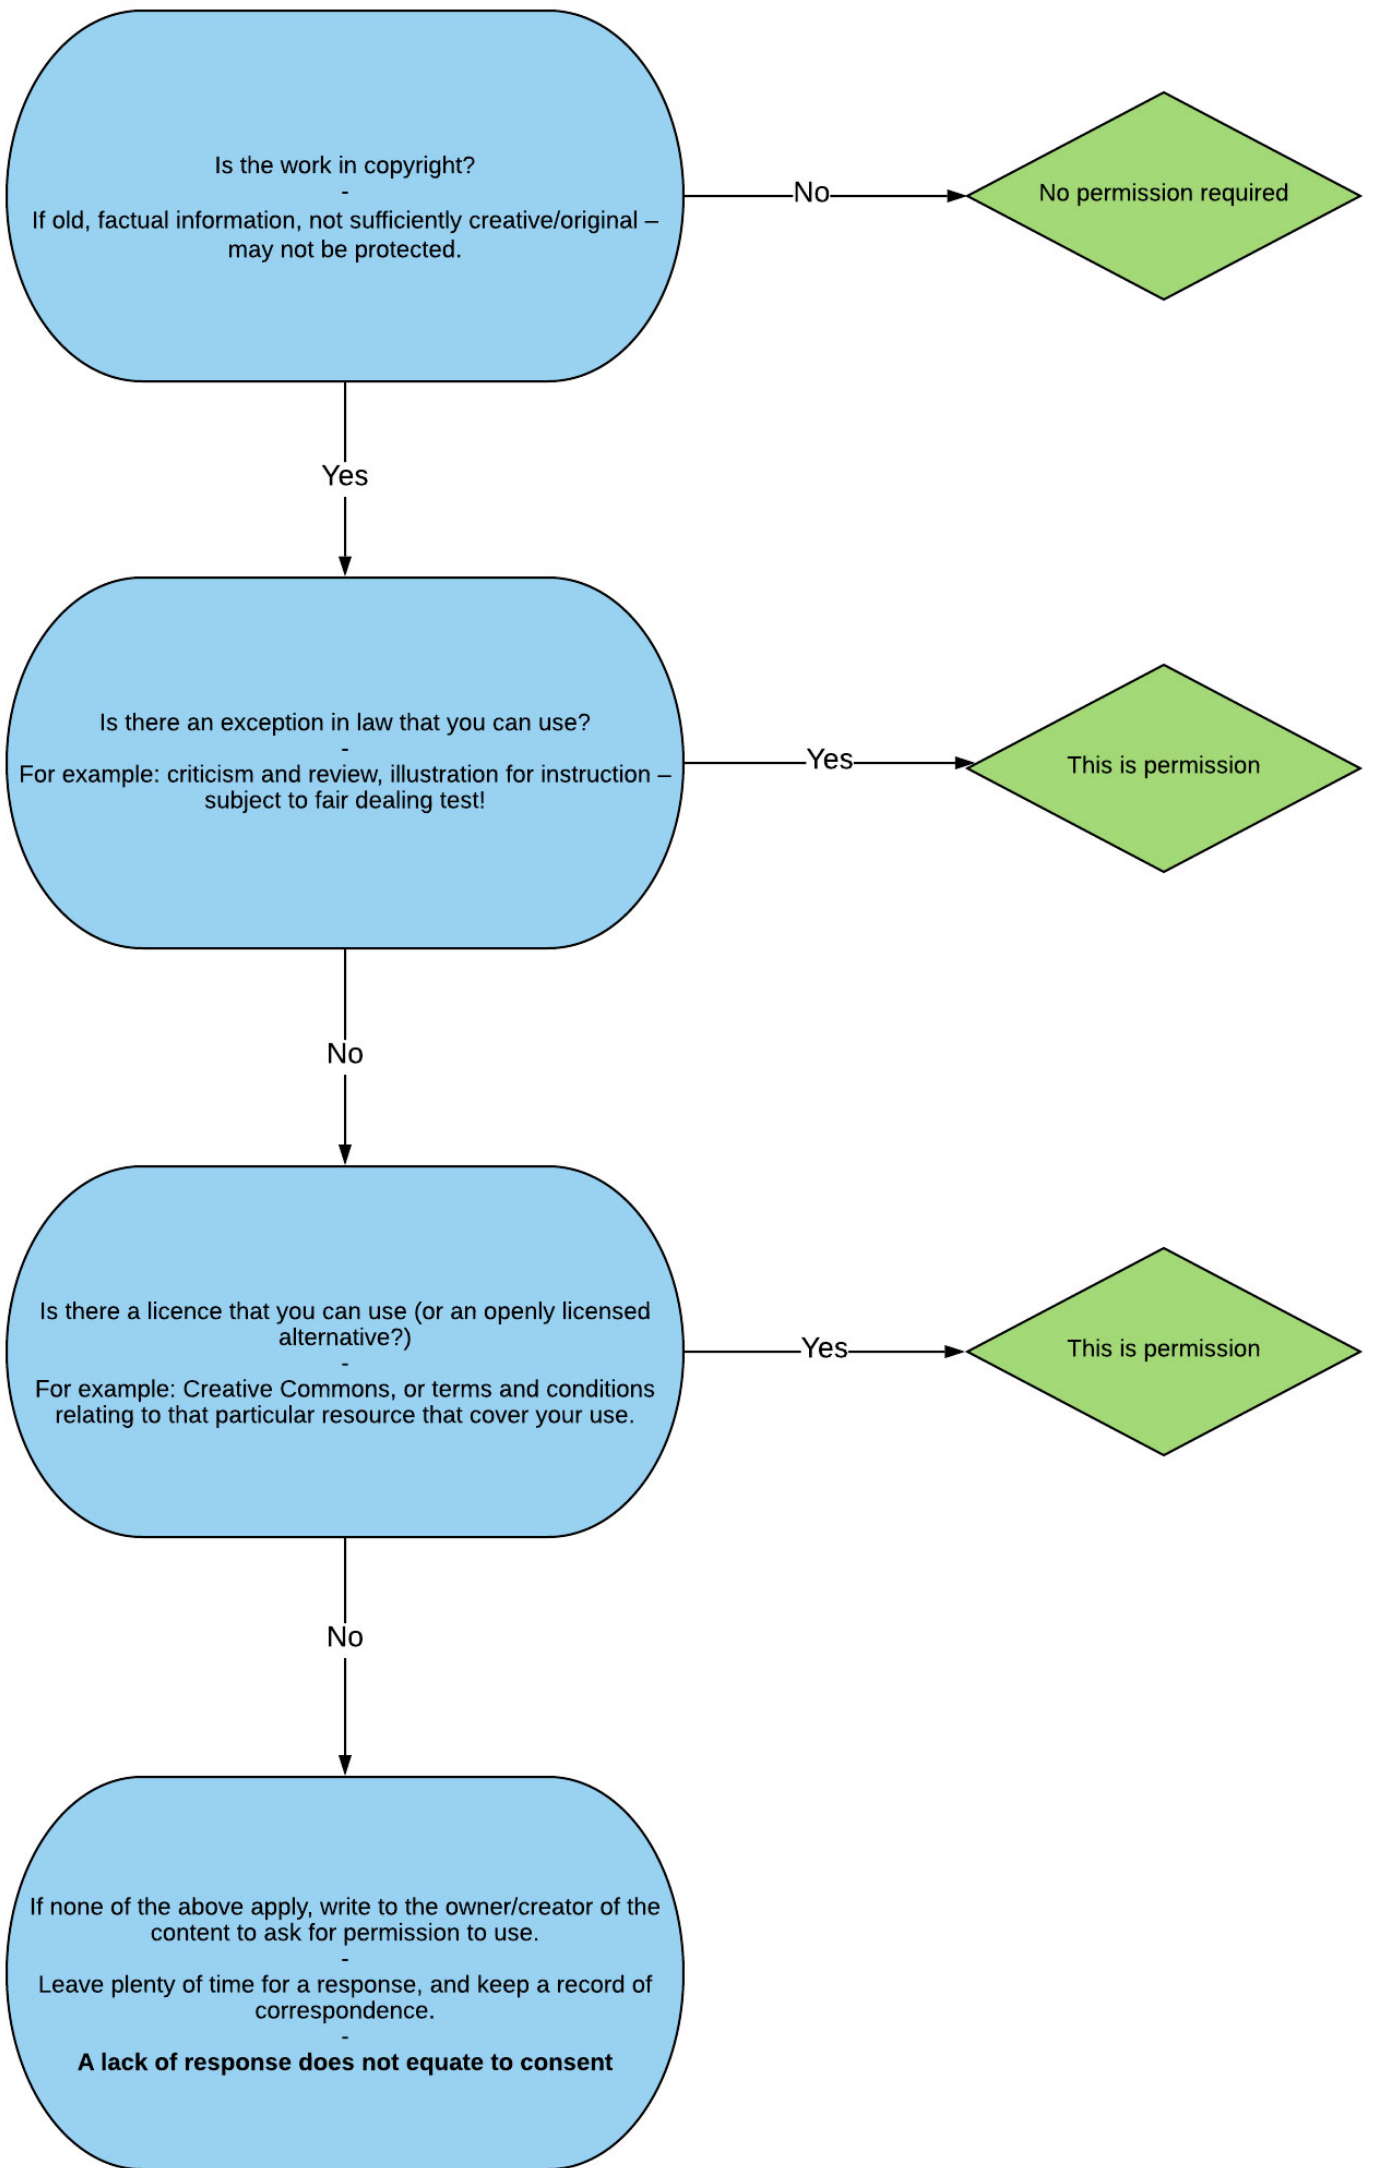 Is the work in copyright?
-
If old, factual information, not sufficiently creative/original –
may not be protected.
No
No permission required
Yes
Is there an exception in law that you can use?
-
For example: criticism and review, illustration for instruction –
subject to fair dealing test!
Yes
This is permission
No
Is there a licence that you can use (or an openly licensed
alternative?)
-
For example: Creative Commons, or terms and conditions
relating to that particular resource that cover your use.
Yes
This is permission
No
If none of the above apply, write to the owner/creator of the
content to ask for permission to use.
-
Leave plenty of time for a response, and keep a record of
correspondence.
-
A lack of response does not equate to consent